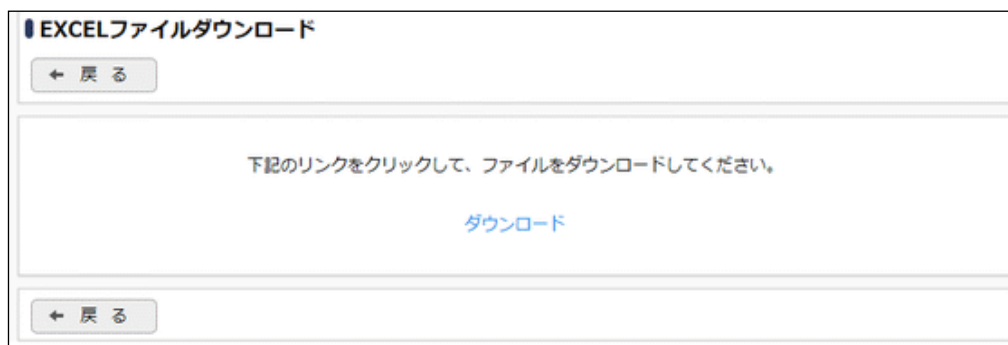 EXCELファイルダウンロード
← 戻 る
下記のリンクをクリックして、ファイルをダウンロードしてください。
ダウンロード
← 戻 る